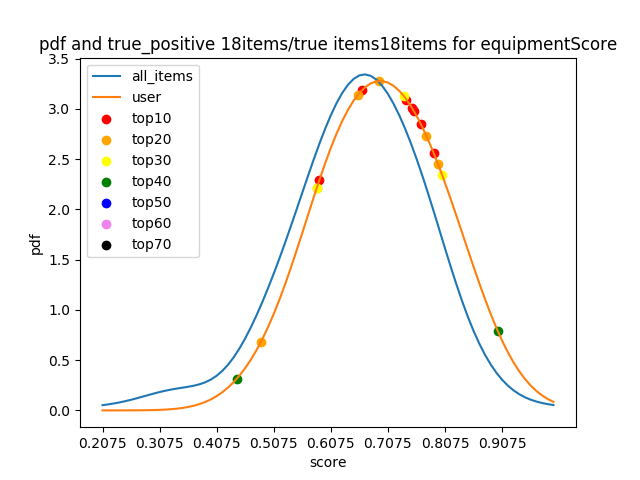 pdf and true_positive 18items/true items18items for equipmentScore
3.5
3.0
2.5
2.0
1.5
1.0
0.5
0.0
pdf
all_items
user
top10
top20
top30
top40
top50
top60
top70
0.2075 0.3075 0.4075 0.5075 0.6075 0.7075 0.8075 0.9075
score